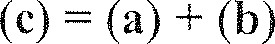 (c) = (a) + (b)